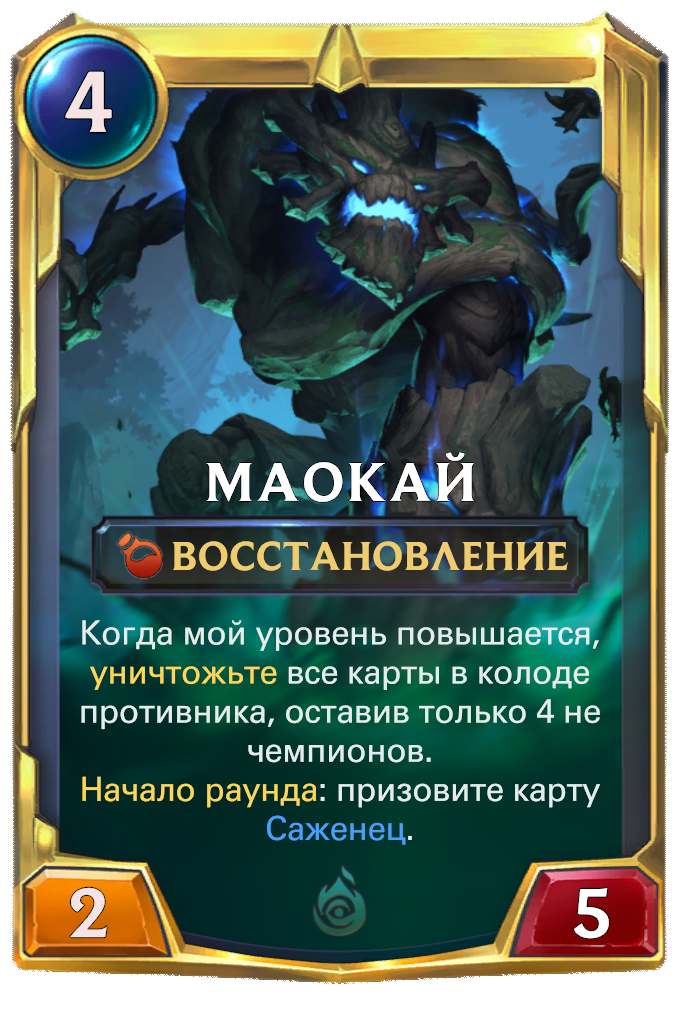 4
МАОКАЙ
ВОССТАНОВЛЕНИЕ
Когда мой уровень повышается,
уничтожьте все карты в колоде
противника, оставив только 4 не
чемпионов.
Начало раунда: призовите карту
Саженец.
2
5